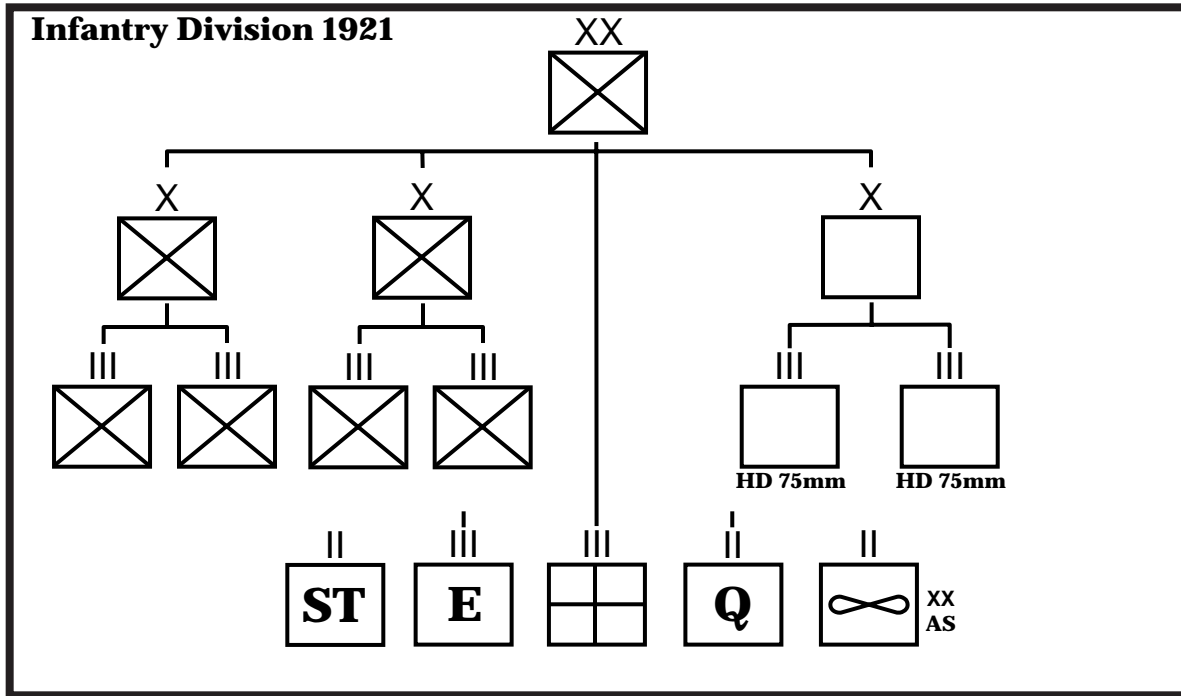 Infantry Division 1921
XX
X X X
III III III III III III
HD 75mm HD 75mm
II III III II II
ST E Q XX
AS